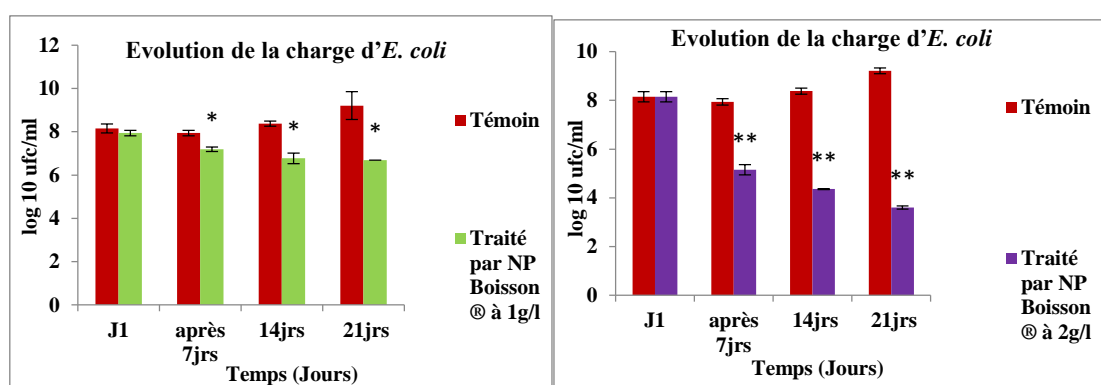 Evolution de la charge d'E. coli
12
10
8
6
4
2
0
log 10 ufc/ml
*
*
*
J1
après
7jrs
14jrs
21jrs
Temps (Jours)
Témoin
Traité
par NP
Boisson
® à 1g/l
Evolution de la charge d'E. coli
10
8
6
4
2
0
log 10 ufc/ml
**
**
**
J1
après
7jrs
14jrs
21jrs
Temps (Jours)
Témoin
Traité
par NP
Boisson
® à 2g/l